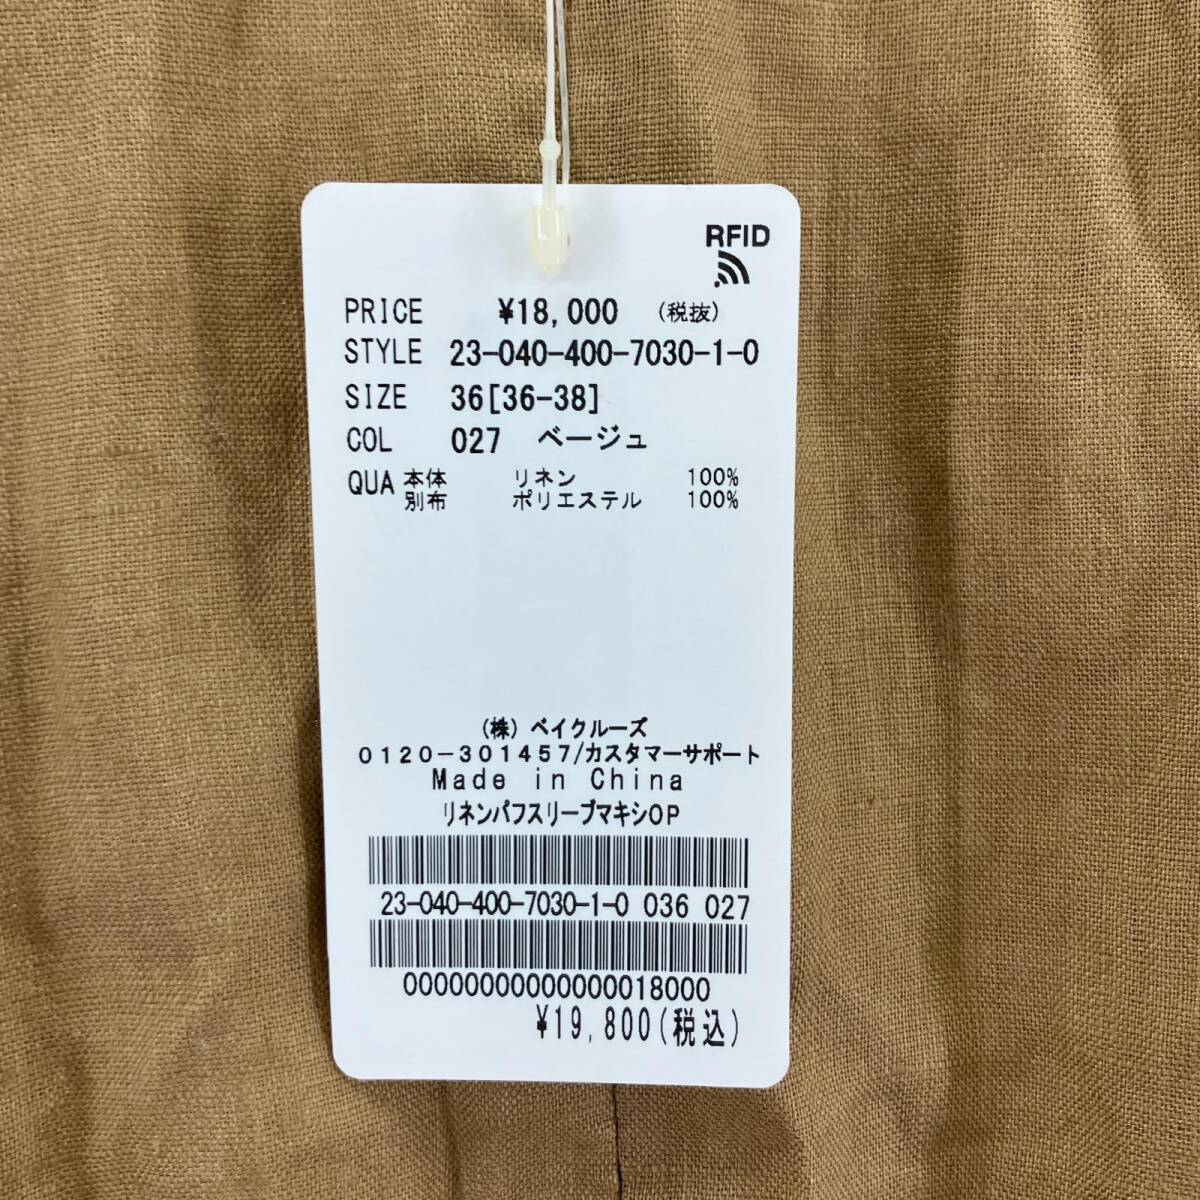 RFID
PRICE ¥18,000 (税抜)
STYLE 23-040-400-7030-1-0
SIZE 36[36-38]
COL 027 ベージュ
QUA 本体 リネン 100%
別布 ポリエステル 100%
(株)ベイクルーズ
0120-301457/カスタマーサポート
Made in China
リネンパフスリーブマキシOP
23-040-400-7030-1-0 036 027
00000000000000018000
¥19,800(税込)